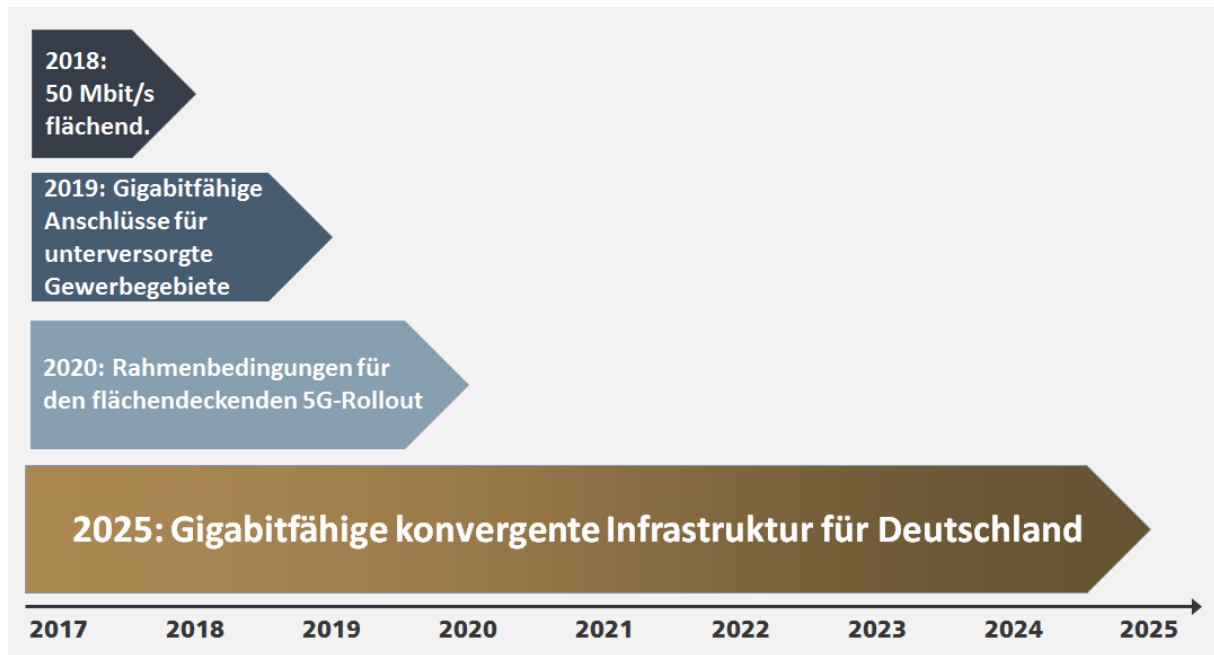 2018:
50 Mbit/s
flächend.
2019: Gigabitfähige
Anschlüsse für
unterversorgte
Gewerbegebiete
2020: Rahmenbedingungen für
den flächendeckenden 5G-Rollout
2025: Gigabitfähige konvergente Infrastruktur für Deutschland
2017 2018 2019 2020 2021 2022 2023 2024 2025